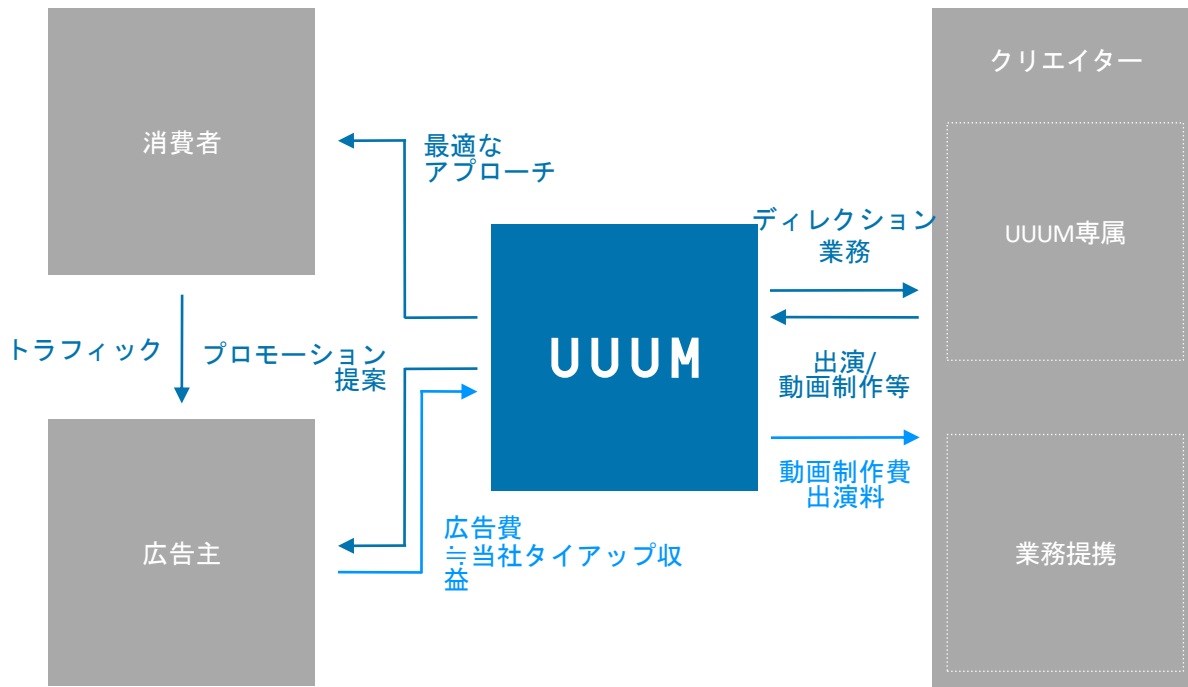 クリエイター
消費者
最適な
アプローチ
ディレクション
業務
UUUM専属
トラフィック
プロモーション
提案
UUUM
出演/
動画制作等
動画制作費
出演料
広告費
≒当社タイアップ収
益
広告主
業務提携